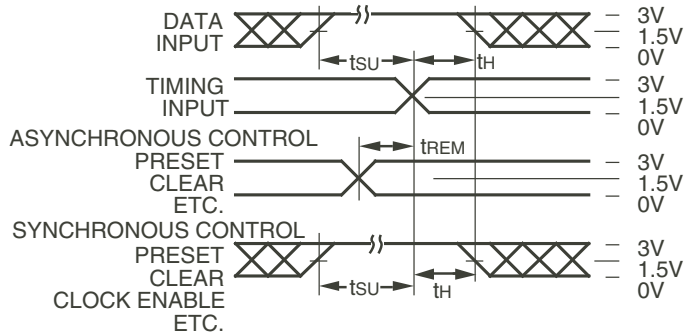 DATA
INPUT
3V
1.5V
0V
tSU
tH
TIMING
INPUT
3V
1.5V
0V
ASYNCHRONOUS CONTROL
tREM
PRESET
CLEAR
ETC.
3V
1.5V
0V
SYNCHRONOUS CONTROL
PRESET
CLEAR
CLOCK ENABLE
ETC.
tSU
tH
3V
1.5V
0V